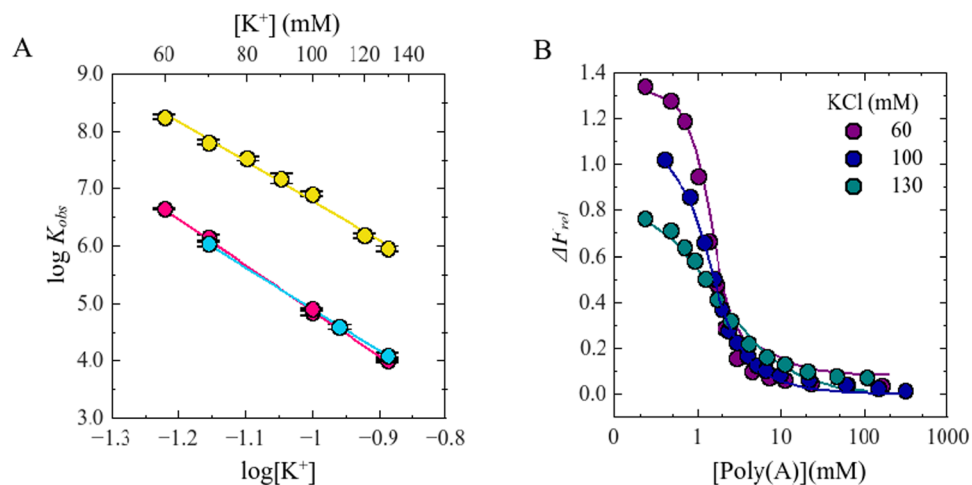 A
[K⁺] (mM)
60 80 100 120 140
9.0
8.0
7.0
6.0
5.0
4.0
3.0
log K_obs
−1.3 −1.2 −1.1 −1 −0.9 −0.8
log[K⁺]
B
1.4
1.2
1.0
0.8
0.6
0.4
0.2
0.0
ΔF_rel
KCl (mM)
60
100
130
0 1 10 100 1000
[Poly(A)](mM)